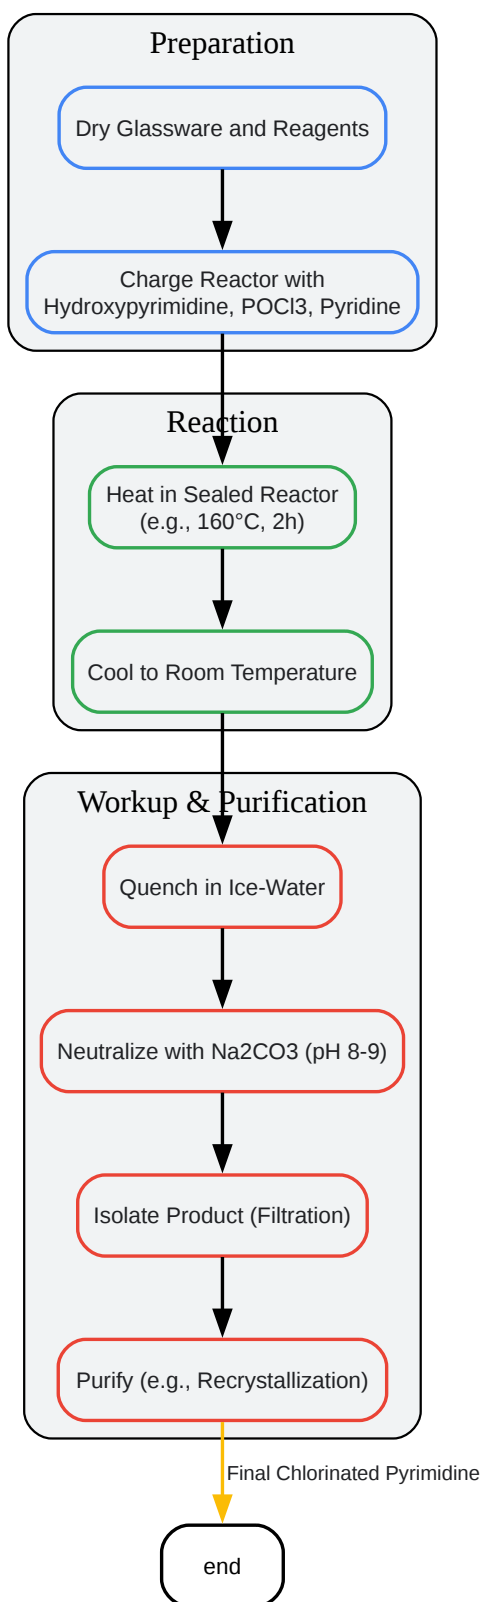 Preparation
Dry Glassware and Reagents
Charge Reactor with
Hydroxypyrimidine, POCl3, Pyridine
Reaction
Heat in Sealed Reactor
(e.g., 160°C, 2h)
Cool to Room Temperature
Workup & Purification
Quench in Ice-Water
Neutralize with Na2CO3 (pH 8-9)
Isolate Product (Filtration)
Purify (e.g., Recrystallization)
Final Chlorinated Pyrimidine
end